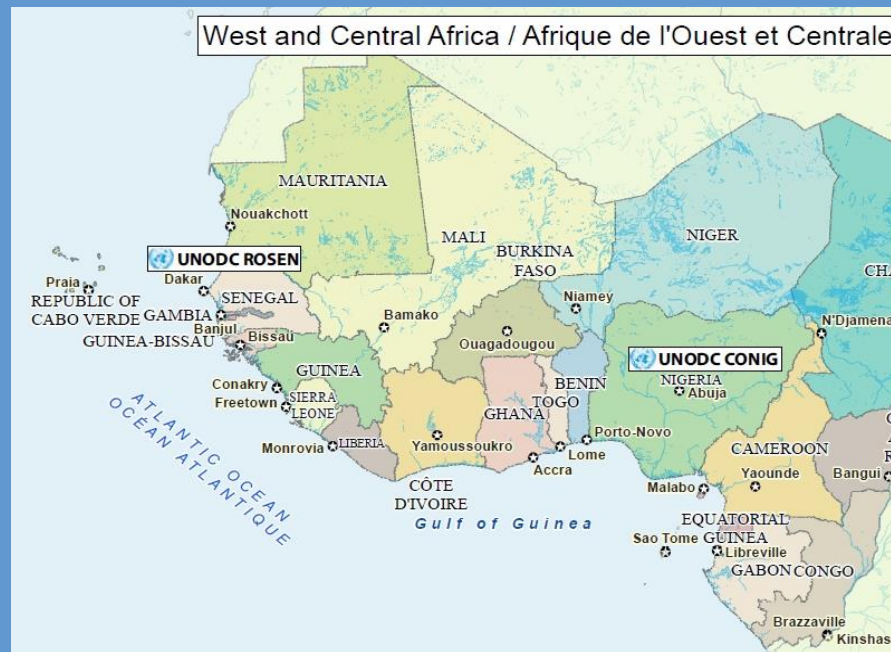 West and Central Africa / Afrique de l'Ouest et Centrale
MAURITANIA
Nouakchott
MALI
NIGER
BURKINA
FASO
UNODC ROSEN
Praia
Dakar
REPUBLIC OF
CABO VERDE
SENEGAL
GAMBIA
Banjul
GUINEA-BISSAU
Bissau
Bamako
Niamey
Ouagadougou
CHA
N'Djamena
UNODC CONIG
NIGERIA
Abuja
GUINEA
Conakry
Freetown
SIERRA
LEONE
BENIN
TOGO
GHANA
Monrovia
LIBERIA
Yamoussoukro
Porto-Novo
Lome
Accra
CÔTE
D'IVOIRE
ATLANTIC OCEAN
OCÉAN ATLANTIQUE
Gulf of Guinea
CAMEROON
Yaounde
Bangui
Malabo
EQUATORIAL
GUINEA
Sao Tome
Libreville
GABON
CONGO
Brazzaville
Kinshas